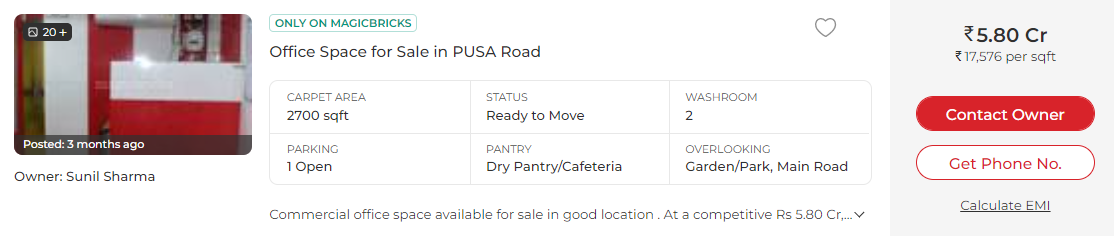 20 +
Posted: 3 months ago
Owner: Sunil Sharma
ONLY ON MAGICBRICKS
Office Space for Sale in PUSA Road
CARPET AREA
2700 sqft
STATUS
Ready to Move
WASHROOM
2
PARKING
1 Open
PANTRY
Dry Pantry/Cafeteria
OVERLOOKING
Garden/Park, Main Road
Commercial office space available for sale in good location . At a competitive Rs 5.80 Cr,...
₹5.80 Cr
₹17,576 per sqft
Contact Owner
Get Phone No.
Calculate EMI